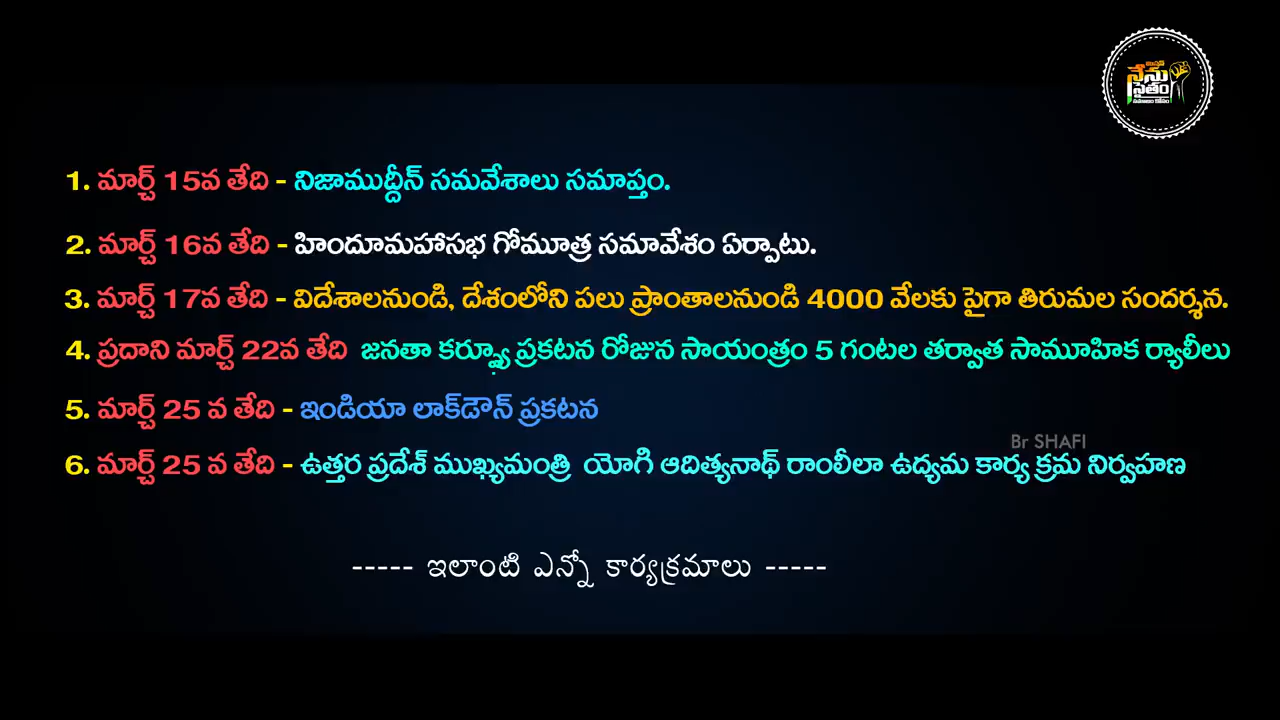 నేను
సైతం
సమాజం కోసం
1. మార్చ్ 15వ తేది - నిజాముద్దీన్ సమవేశాలు సమాప్తం.
2. మార్చ్ 16వ తేది - హిందూమహాసభ గోమూత్ర సమావేశం ఏర్పాటు.
3. మార్చ్ 17వ తేది - విదేశాలనుండి, దేశంలోని పలు ప్రాంతాలనుండి 4000 వేలకు పైగా తిరుమల సందర్శన.
4. ప్రదాని మార్చ్ 22వ తేది జనతా కర్ఫ్యూ ప్రకటన రోజున సాయంత్రం 5 గంటల తర్వాత సామూహిక ర్యాలీలు
5. మార్చ్ 25 వ తేది - ఇండియా లాక్‌డౌన్ ప్రకటన
Br SHAFI
6. మార్చ్ 25 వ తేది - ఉత్తర ప్రదేశ్ ముఖ్యమంత్రి యోగి ఆదిత్యనాథ్ రాంలీలా ఉద్యమ కార్య క్రమ నిర్వహణ
----- ఇలాంటి ఎన్నో కార్యక్రమాలు -----